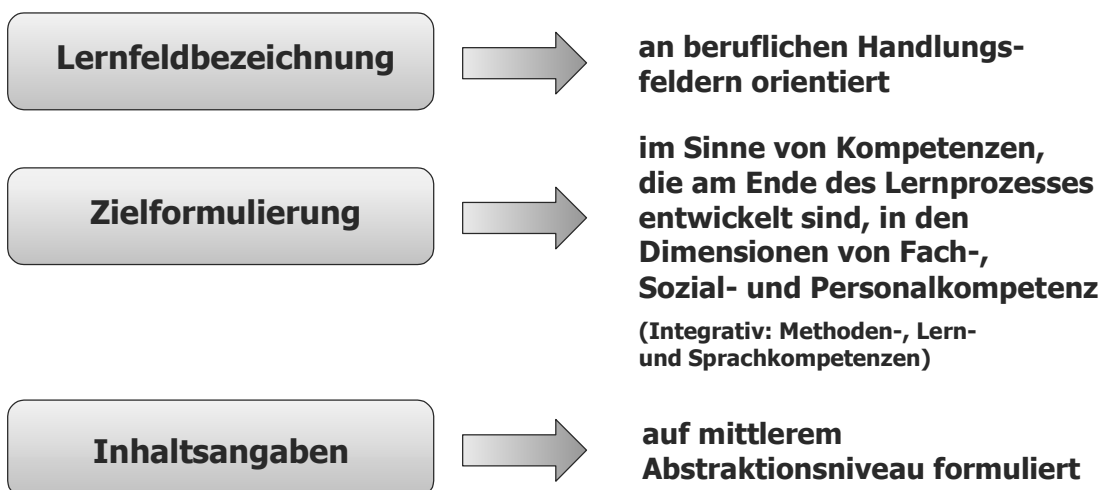 Lernfeldbezeichnung
an beruflichen Handlungs-
feldern orientiert
Zielformulierung
im Sinne von Kompetenzen,
die am Ende des Lernprozesses
entwickelt sind, in den
Dimensionen von Fach-,
Sozial- und Personalkompetenz
(Integrativ: Methoden-, Lern-
und Sprachkompetenzen)
Inhaltsangaben
auf mittlerem
Abstraktionsniveau formuliert